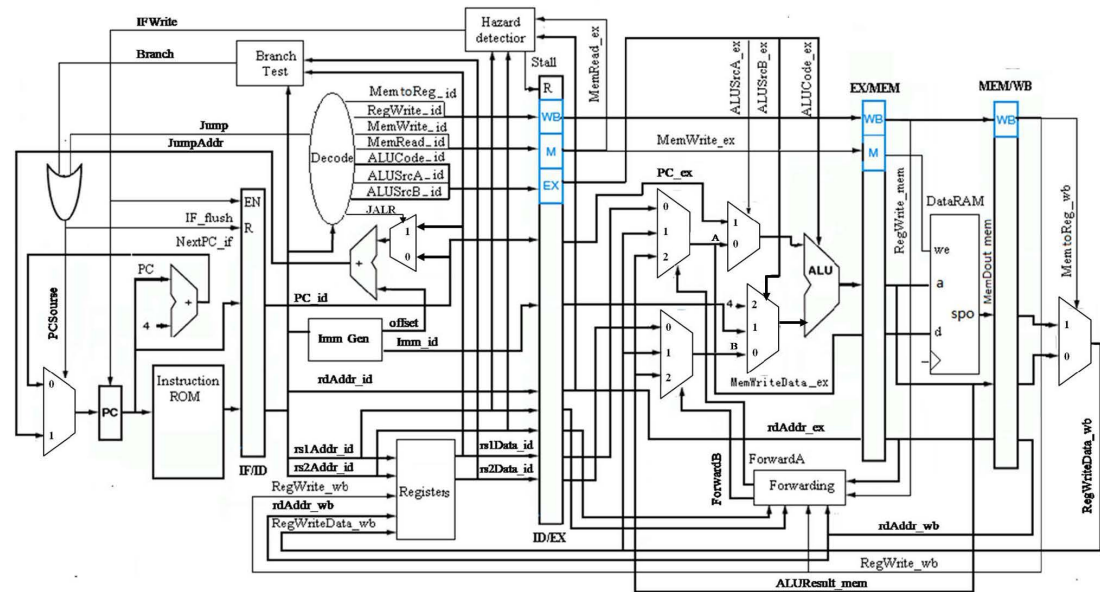 IFWrite
Hazard
detectior
Branch
Branch
Test
Stall
MemRead_ex
ALUSrcA_ex
ALUSrcB_ex
ALUCode_ex
EX/MEM
MEM/WB
R
MemtoReg_id
RegWrite_id
MemWrite_id
MemRead_id
ALUCode_id
ALUSrcA_id
ALUSrcB_id
Decode
WB
M
EX
WB
M
WB
Jump
JumpAddr
MemWrite_ex
PC_ex
RegWrite_mem
DataRAM
MemDout_mem
MemtoReg_wb
EN
R
IF_flush
NextPC_if
JALR
1
0
+
0
1
2
A
1
0
ALU
we
a
spo
d
PC
+
4
PCSourse
PC_id
offset
Imm Gen
Imm_id
4
2
1
0
B
0
1
2
1
0
MemWriteData_ex
0
1
PC
Instruction
ROM
IF/ID
rdAddr_id
rdAddr_ex
rs1Addr_id
rs2Addr_id
rs1Data_id
rs2Data_id
Registers
RegWrite_wb
rdAddr_wb
RegWriteData_wb
ID/EX
ForwardB
ForwardA
Forwarding
rdAddr_wb
RegWrite_wb
ALUResult_mem
RegWriteData_wb